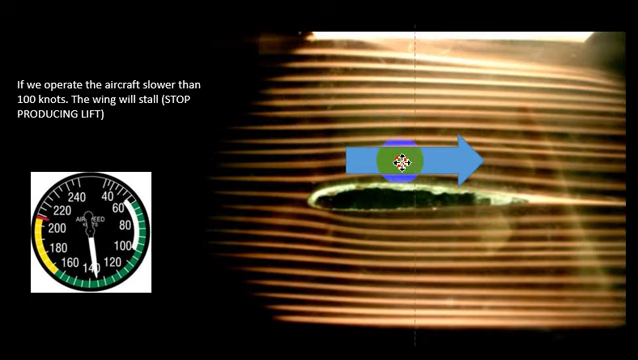 If we operate the aircraft slower than
100 knots. The wing will stall (STOP
PRODUCING LIFT)
240 40
220 60
200 80
180 100
160 140 120